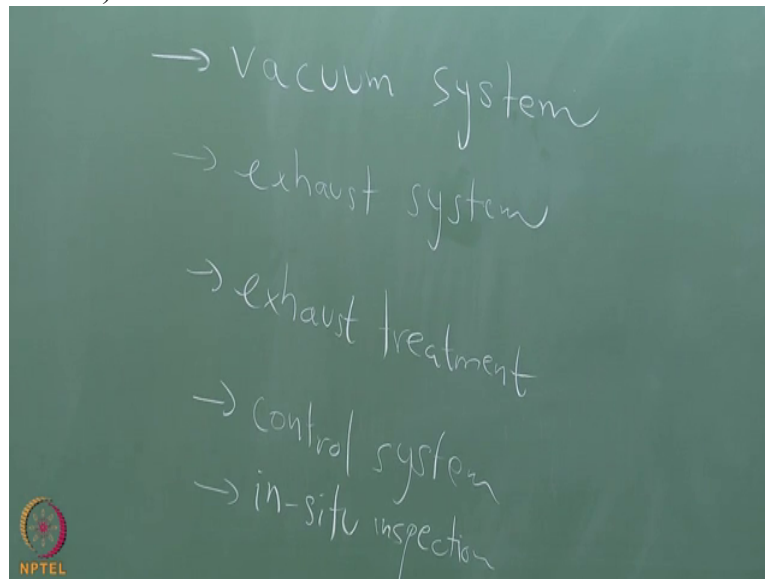 → vacuum system
→ exhaust system
→ exhaust treatment
→ control system
→ in-situ inspection
NPTEL